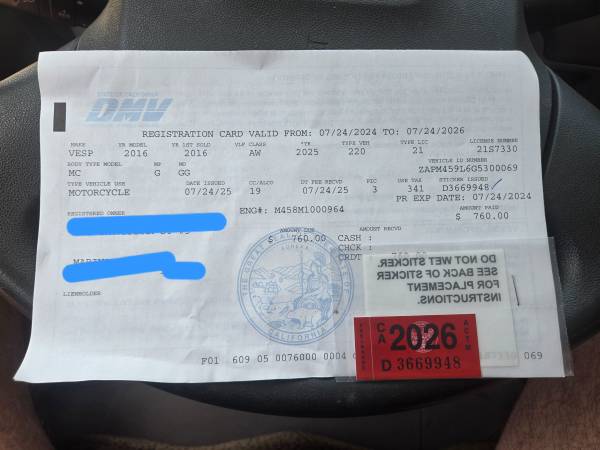 STATE OF CALIFORNIA
DMV
REGISTRATION CARD VALID FROM: 07/24/2024 TO: 07/24/2026
MAKE YR MODEL YR 1ST SOLD VLF CLASS *YR TYPE VEH TYPE LIC LICENSE NUMBER
VESP 2016 2016 AW 2025 220 21 21S7330
BODY TYPE MODEL MP MO VEHICLE ID NUMBER
MC G GG ZAPM459L6G5300069
TYPE VEHICLE USE DATE ISSUED CC/ALCO DT FEE RECVD PIC USE TAX STICKER ISSUED
MOTORCYCLE 07/24/25 19 07/24/25 3 341 D3669948
PR EXP DATE: 07/24/2024
REGISTERED OWNER ENG#: M458M1000964 AMOUNT PAID
$ 760.00
AMOUNT DUE AMOUNT RECVD
$ 760.00 CASH :
CHCK :
CRDT
LIENHOLDER
CALIFORNIA
DO NOT WET STICKER.
SEE BACK OF STICKER
FOR PLACEMENT
INSTRUCTIONS.
CA 2026
D 3669948
F01 609 05 0076000 0004 069